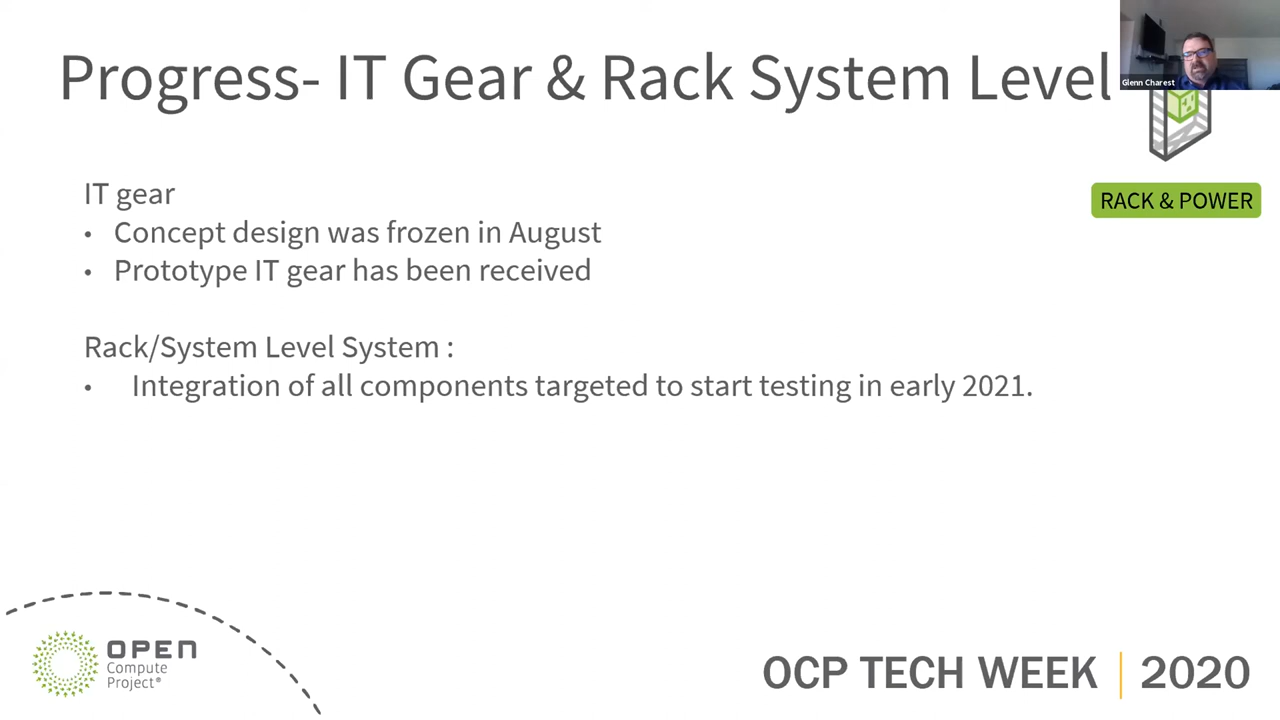 Progress- IT Gear & Rack System Level
Glenn Charest
RACK & POWER
IT gear
• Concept design was frozen in August
• Prototype IT gear has been received
Rack/System Level System :
• Integration of all components targeted to start testing in early 2021.
OPEN
Compute
Project®
OCP TECH WEEK | 2020